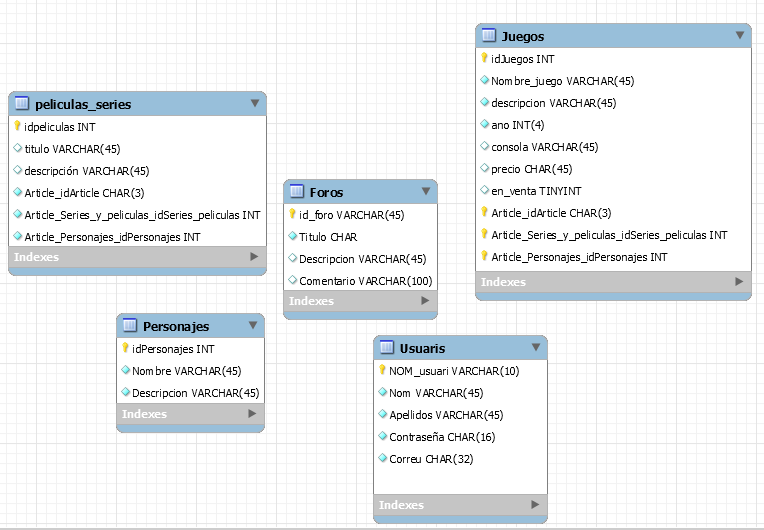 peliculas_series
idpeliculas INT
titulo VARCHAR(45)
descripción VARCHAR(45)
Article_idArticle CHAR(3)
Article_Series_y_peliculas_idSeries_peliculas INT
Article_Personajes_idPersonajes INT
Indexes
Foros
id_foro VARCHAR(45)
Titulo CHAR
Descripcion VARCHAR(45)
Comentario VARCHAR(100)
Indexes
Juegos
idJuegos INT
Nombre_juego VARCHAR(45)
descripcion VARCHAR(45)
ano INT(4)
consola VARCHAR(45)
precio CHAR(45)
en_venta TINYINT
Article_idArticle CHAR(3)
Article_Series_y_peliculas_idSeries_peliculas INT
Article_Personajes_idPersonajes INT
Indexes
Personajes
idPersonajes INT
Nombre VARCHAR(45)
Descripcion VARCHAR(45)
Indexes
Usuaris
NOM_usuari VARCHAR(10)
Nom VARCHAR(45)
Apellidos VARCHAR(45)
Contraseña CHAR(16)
Correu CHAR(32)
Indexes